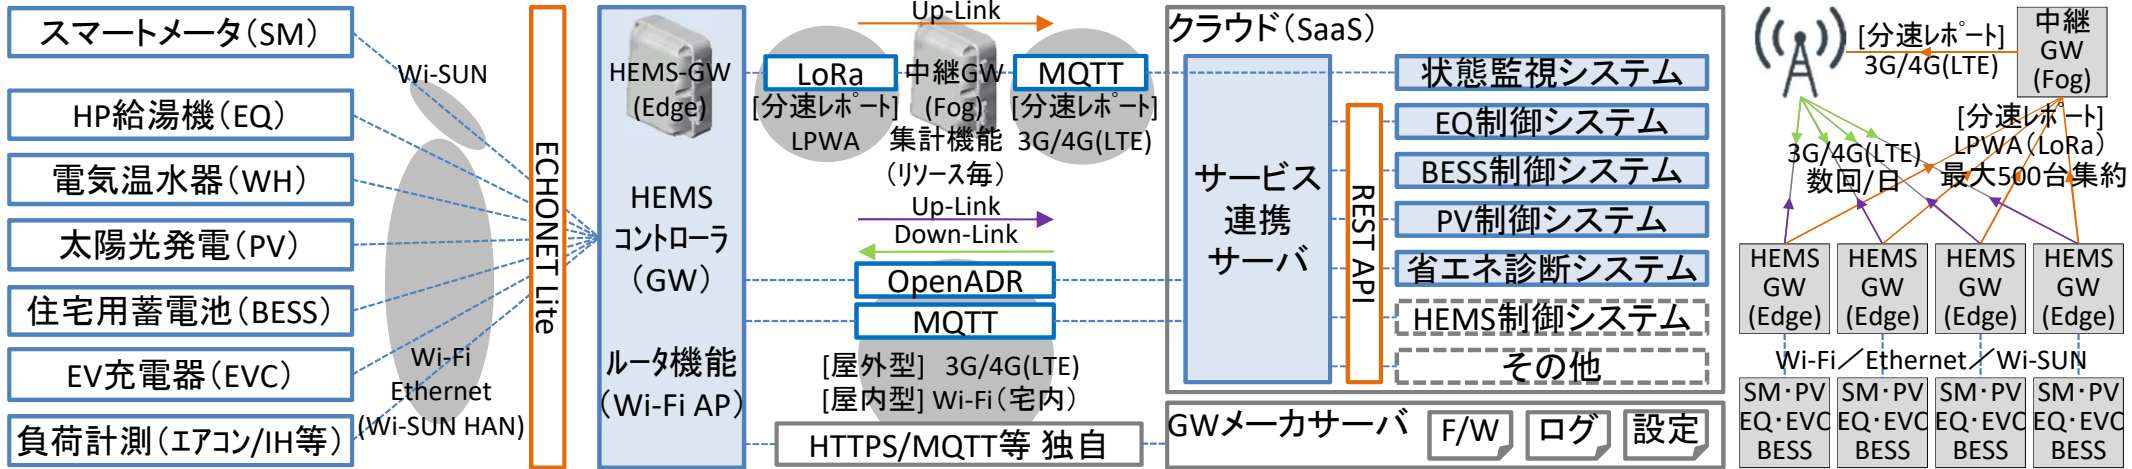 スマートメータ(SM)
HP給湯機(EQ)
電気温水器(WH)
太陽光発電(PV)
住宅用蓄電池(BESS)
EV充電器(EVC)
負荷計測(エアコン/IH等)
Wi-SUN
Wi-Fi
Ethernet
(Wi-SUN HAN)
ECHONET Lite
HEMS-GW
(Edge)
HEMS
コントローラ
(GW)
ルータ機能
(Wi-Fi AP)
Up-Link
LoRa
[分速レポート]
LPWA
中継GW
(Fog)
集計機能
(リソース毎)
MQTT
[分速レポート]
3G/4G(LTE)
Up-Link
Down-Link
OpenADR
MQTT
[屋外型] 3G/4G(LTE)
[屋内型] Wi-Fi(宅内)
HTTPS/MQTT等 独自
クラウド(SaaS)
サービス
連携
サーバ
REST API
状態監視システム
EQ制御システム
BESS制御システム
PV制御システム
省エネ診断システム
HEMS制御システム
その他
GWメーカサーバ
F/W
ログ
設定
[分速レポート]
3G/4G(LTE)
中継
GW
(Fog)
[分速レポート]
LPWA(LoRa)
最大500台集約
3G/4G(LTE)
数回/日
HEMS
GW
(Edge)
HEMS
GW
(Edge)
HEMS
GW
(Edge)
HEMS
GW
(Edge)
Wi-Fi/Ethernet/Wi-SUN
SM・PV
EQ・EVC
BESS
SM・PV
EQ・EVC
BESS
SM・PV
EQ・EVC
BESS
SM・PV
EQ・EVC
BESS